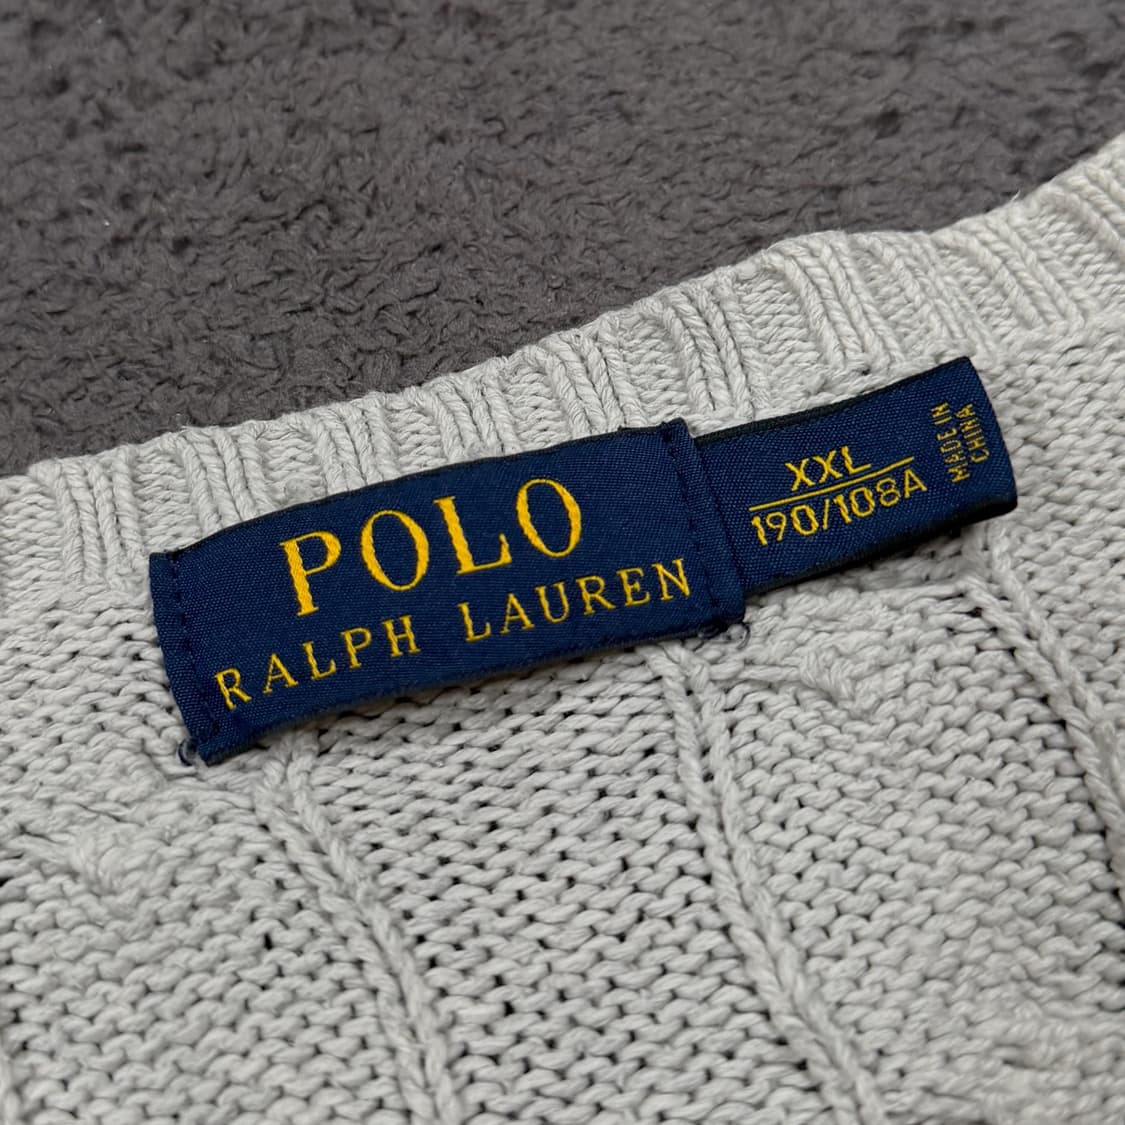 POLO
RALPH LAUREN
XXL
190/108A
MADE IN
CHINA